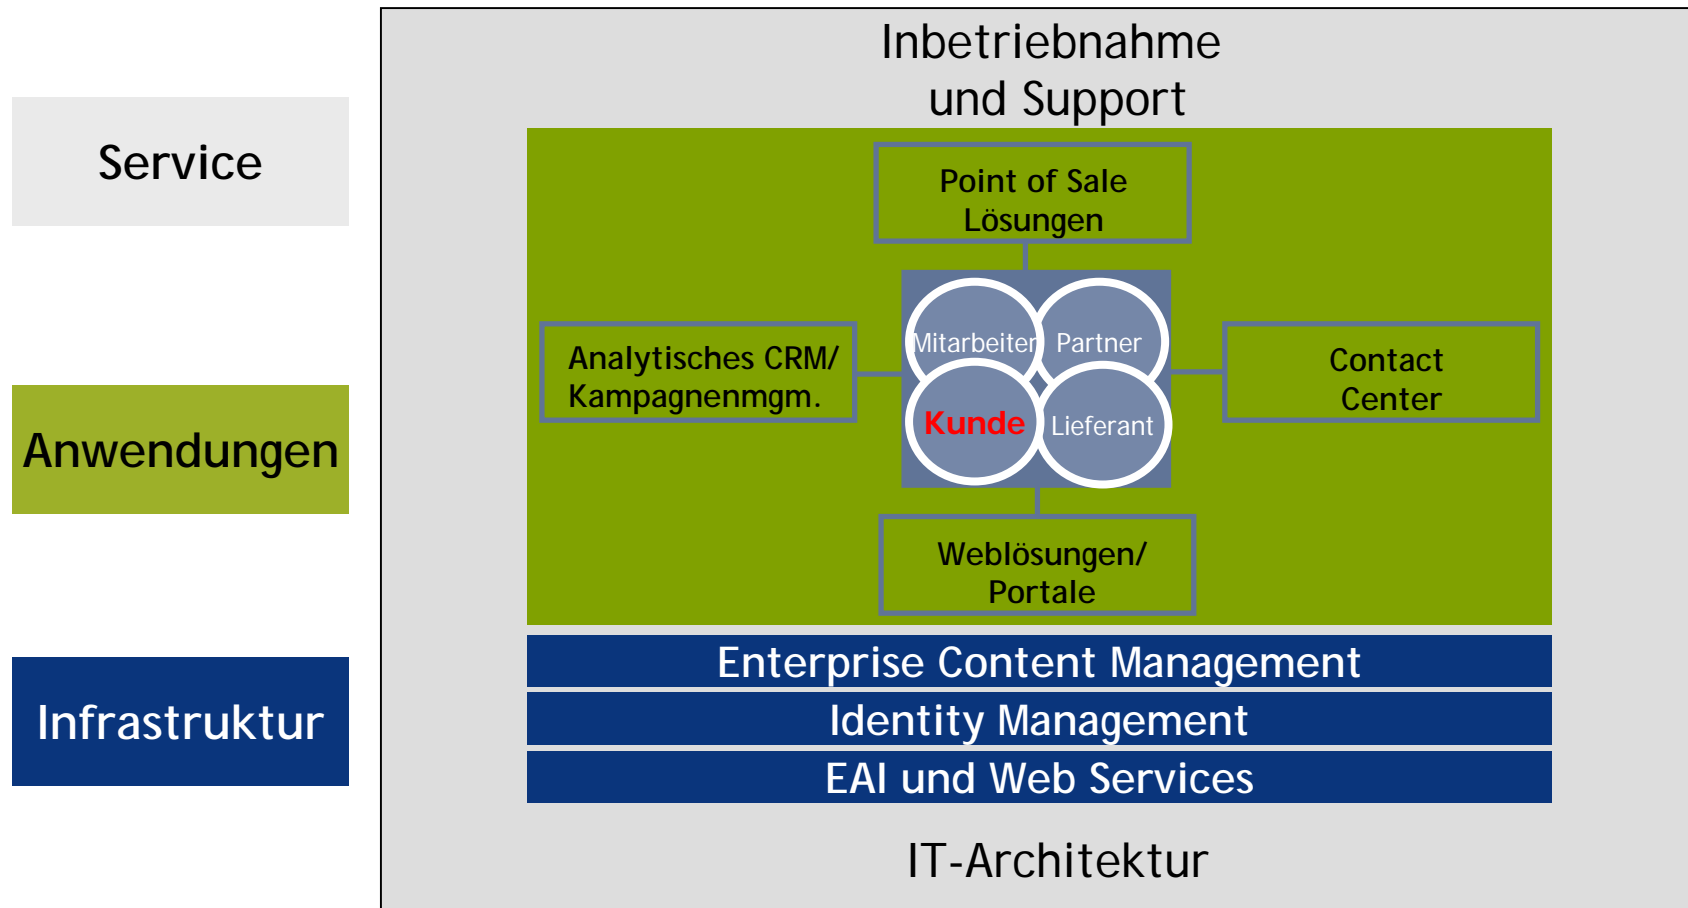 Inbetriebnahme
und Support
Service
Point of Sale
Lösungen
Mitarbeiter
Partner
Analytisches CRM/
Kampagnenmgm.
Contact
Center
Kunde
Lieferant
Anwendungen
Weblösungen/
Portale
Enterprise Content Management
Infrastruktur
Identity Management
EAI und Web Services
IT-Architektur